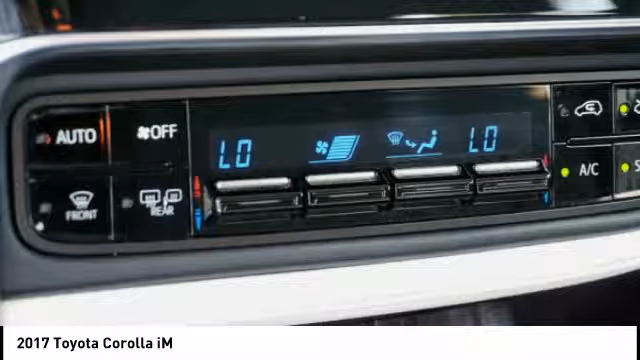 AUTO
OFF
LO
LO
FRONT
REAR
A/C
2017 Toyota Corolla iM